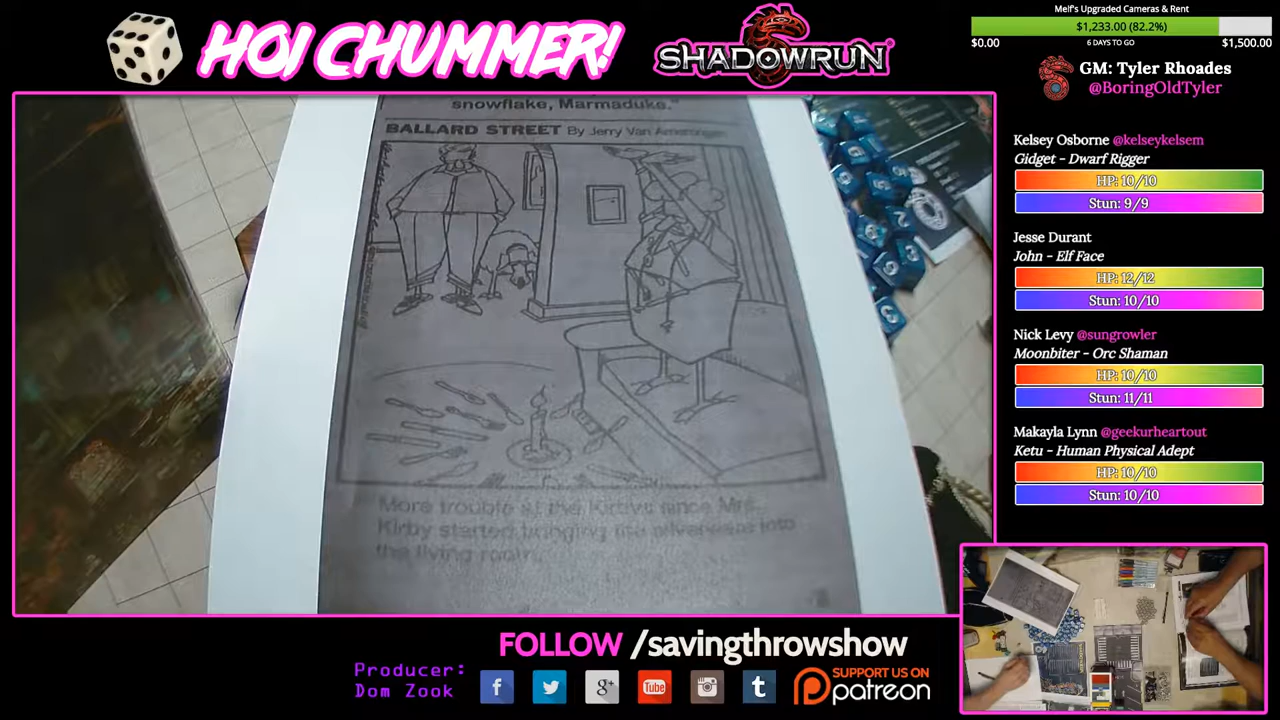 HOI CHUMMER!
SHADOWRUN
Melf's Upgraded Cameras & Rent
$1,233.00 (82.2%)
$0.00 6 DAYS TO GO $1,500.00
GM: Tyler Rhoades
@BoringOldTyler
snowflake, Marmaduke."
BALLARD STREET By Jerry Van Amerongen
More trouble at the Kirbys since Mrs.
Kirby started bringing the silverware into
the living room.
Kelsey Osborne @kelseykelsem
Gidget - Dwarf Rigger
HP: 10/10
Stun: 9/9
Jesse Durant
John - Elf Face
HP: 12/12
Stun: 10/10
Nick Levy @sungrowler
Moonbiter - Orc Shaman
HP: 10/10
Stun: 11/11
Makayla Lynn @geekurheartout
Ketu - Human Physical Adept
HP: 10/10
Stun: 10/10
FOLLOW /savingthrowshow
Producer:
Dom Zook
f
g+
You Tube
t
SUPPORT US ON
patreon